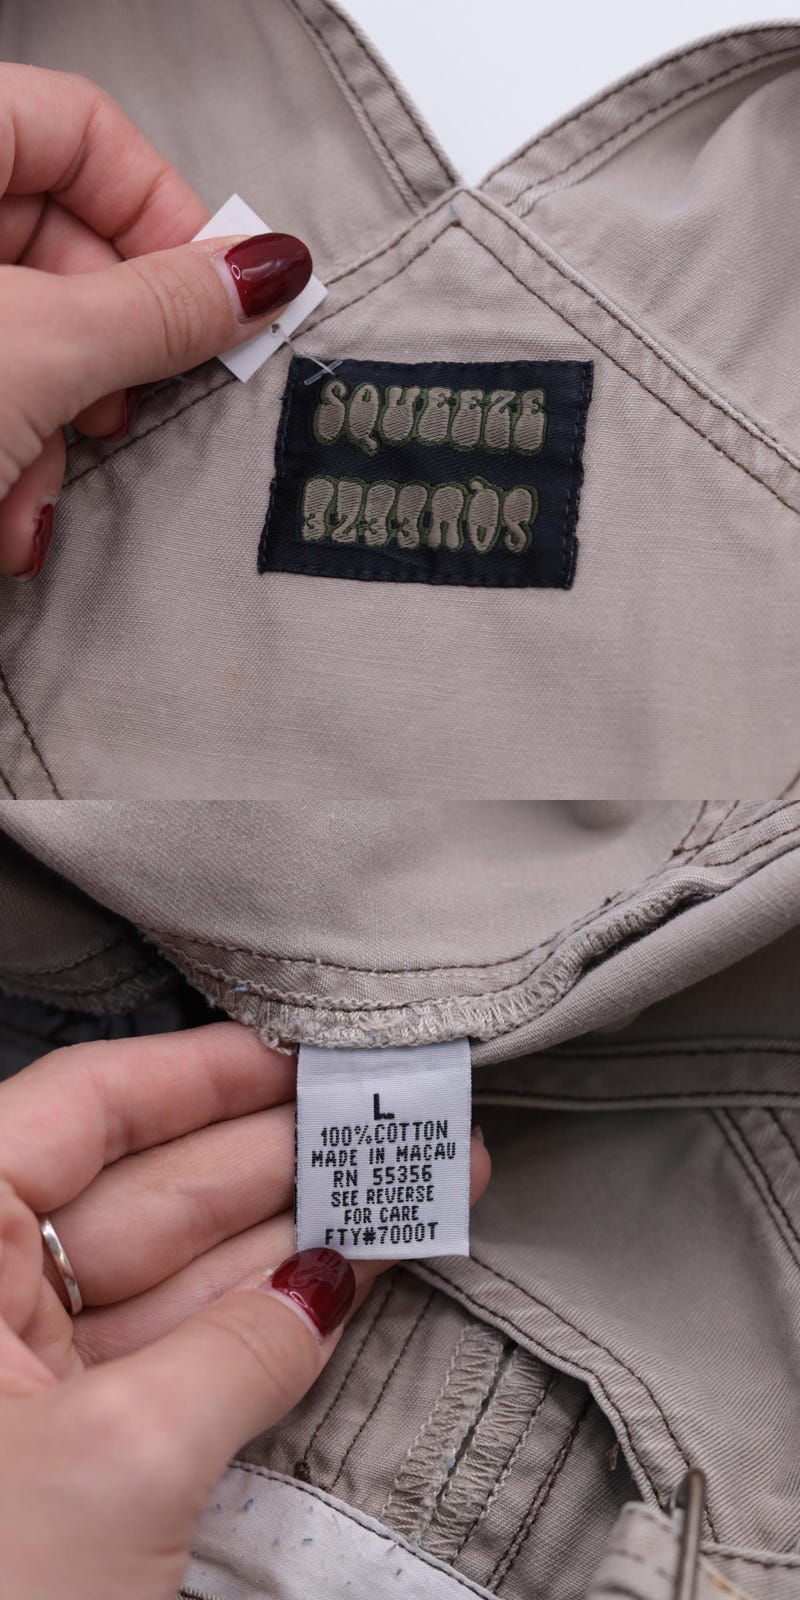 SQUEEZE
SQUEEZE
L
100%COTTON
MADE IN MACAU
RN 55356
SEE REVERSE
FOR CARE
FTY#7000T